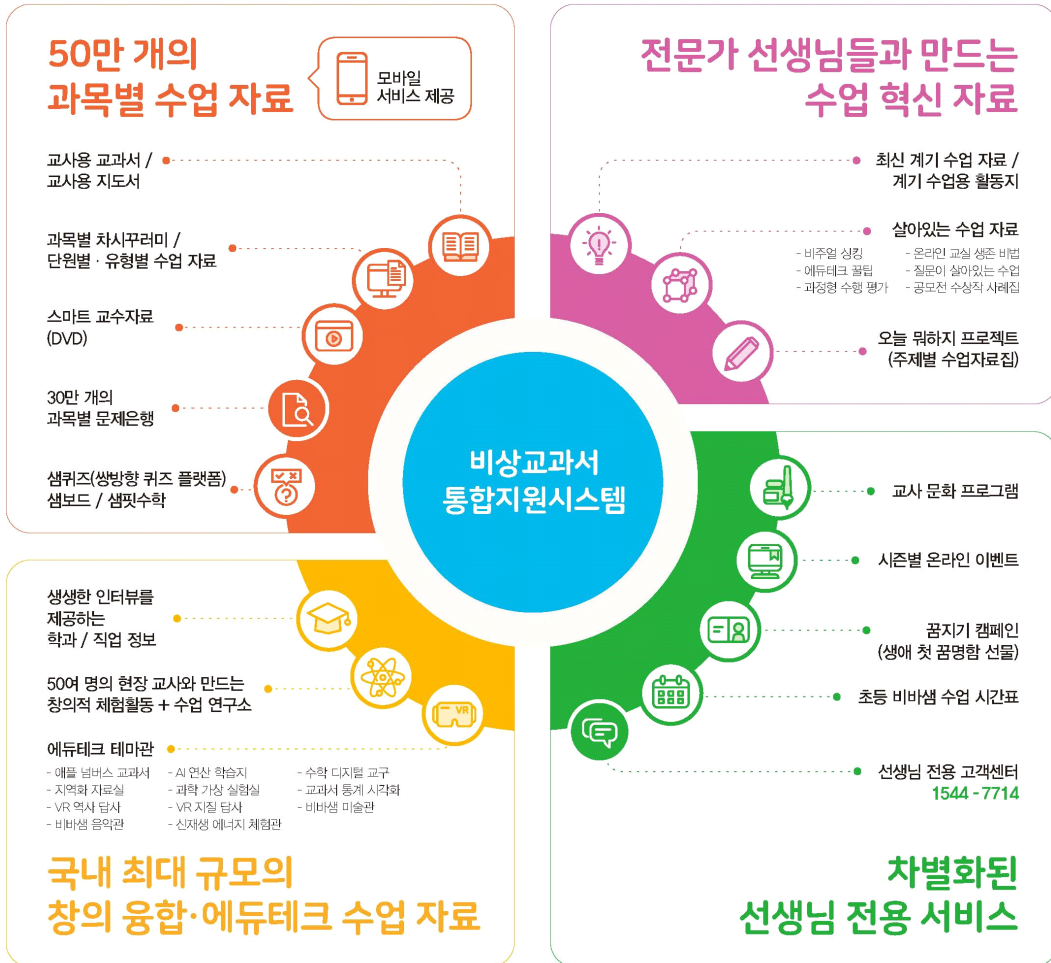 50만 개의
과목별 수업 자료
모바일
서비스 제공
교사용 교과서 /
교사용 지도서
과목별 차시꾸러미 /
단원별 · 유형별 수업 자료
스마트 교수자료
(DVD)
30만 개의
과목별 문제은행
샘퀴즈(쌍방향 퀴즈 플랫폼)
샘보드 / 샘핏수학
전문가 선생님들과 만드는
수업 혁신 자료
최신 계기 수업 자료 /
계기 수업용 활동지
살아있는 수업 자료
- 비주얼 싱킹
- 에듀테크 꿀팁
- 과정형 수행 평가
- 온라인 교실 생존 비법
- 질문이 살아있는 수업
- 공모전 수상작 사례집
오늘 뭐하지 프로젝트
(주제별 수업자료집)
비상교과서
통합지원시스템
생생한 인터뷰를
제공하는
학과 / 직업 정보
50여 명의 현장 교사와 만드는
창의적 체험활동 + 수업 연구소
에듀테크 테마관
- 애플 넘버스 교과서
- 지역화 자료실
- VR 역사 답사
- 비바샘 음악관
- AI 연산 학습지
- 과학 가상 실험실
- VR 지질 답사
- 신재생 에너지 체험관
- 수학 디지털 교구
- 교과서 통계 시각화
- 비바샘 미술관
VR
국내 최대 규모의
창의 융합·에듀테크 수업 자료
교사 문화 프로그램
시즌별 온라인 이벤트
꿈지기 캠페인
(생애 첫 꿈명함 선물)
초등 비바샘 수업 시간표
선생님 전용 고객센터
1544 - 7714
차별화된
선생님 전용 서비스